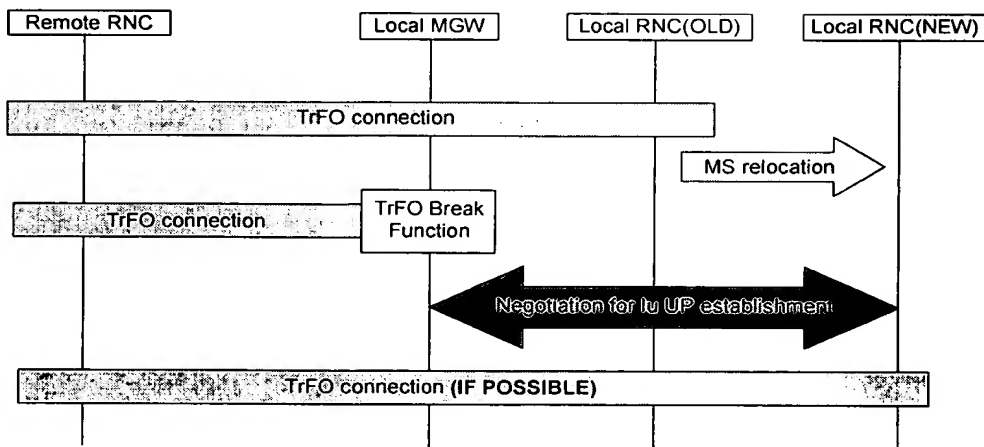 Remote RNC
Local MGW
Local RNC(OLD)
Local RNC(NEW)
TrFO connection
MS relocation
TrFO connection
TrFO Break
Function
Negotiation for Iu UP establishment
TrFO connection (IF POSSIBLE)